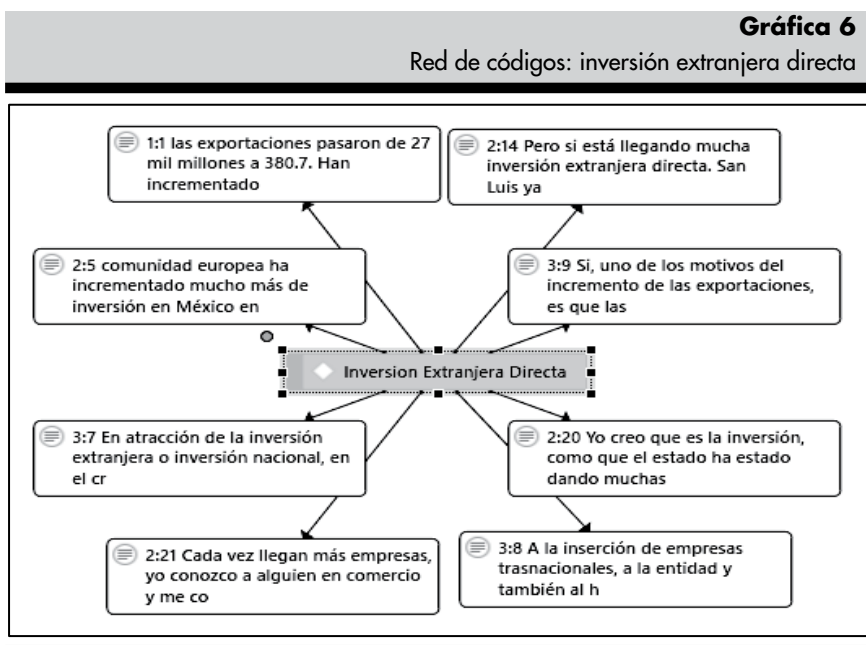 Gráfica 6
Red de códigos: inversión extranjera directa
1:1 las exportaciones pasaron de 27
mil millones a 380.7. Han
incrementado
2:14 Pero si está llegando mucha
inversión extranjera directa. San
Luis ya
2:5 comunidad europea ha
incrementado mucho más de
inversión en México en
3:9 Si, uno de los motivos del
incremento de las exportaciones,
es que las
Inversion Extranjera Directa
3:7 En atracción de la inversión
extranjera o inversión nacional, en
el cr
2:20 Yo creo que es la inversión,
como que el estado ha estado
dando muchas
2:21 Cada vez llegan más empresas,
yo conozco a alguien en comercio
y me co
3:8 A la inserción de empresas
trasnacionales, a la entidad y
también al h